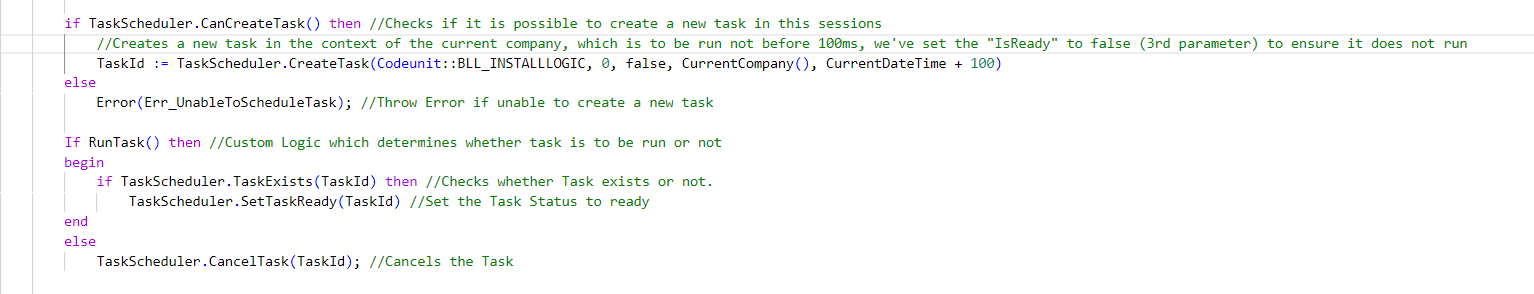 if TaskScheduler.CanCreateTask() then //Checks if it is possible to create a new task in this sessions
//Creates a new task in the context of the current company, which is to be run not before 100ms, we've set the "IsReady" to false (3rd parameter) to ensure it does not run
TaskId := TaskScheduler.CreateTask(Codeunit::BLL_INSTALLLOGIC, 0, false, CurrentCompany(), CurrentDateTime + 100)
else
Error(Err_UnableToScheduleTask); //Throw Error if unable to create a new task
If RunTask() then //Custom Logic which determines whether task is to be run or not
begin
if TaskScheduler.TaskExists(TaskId) then //Checks whether Task exists or not.
TaskScheduler.SetTaskReady(TaskId) //Set the Task Status to ready
end
else
TaskScheduler.CancelTask(TaskId); //Cancels the Task